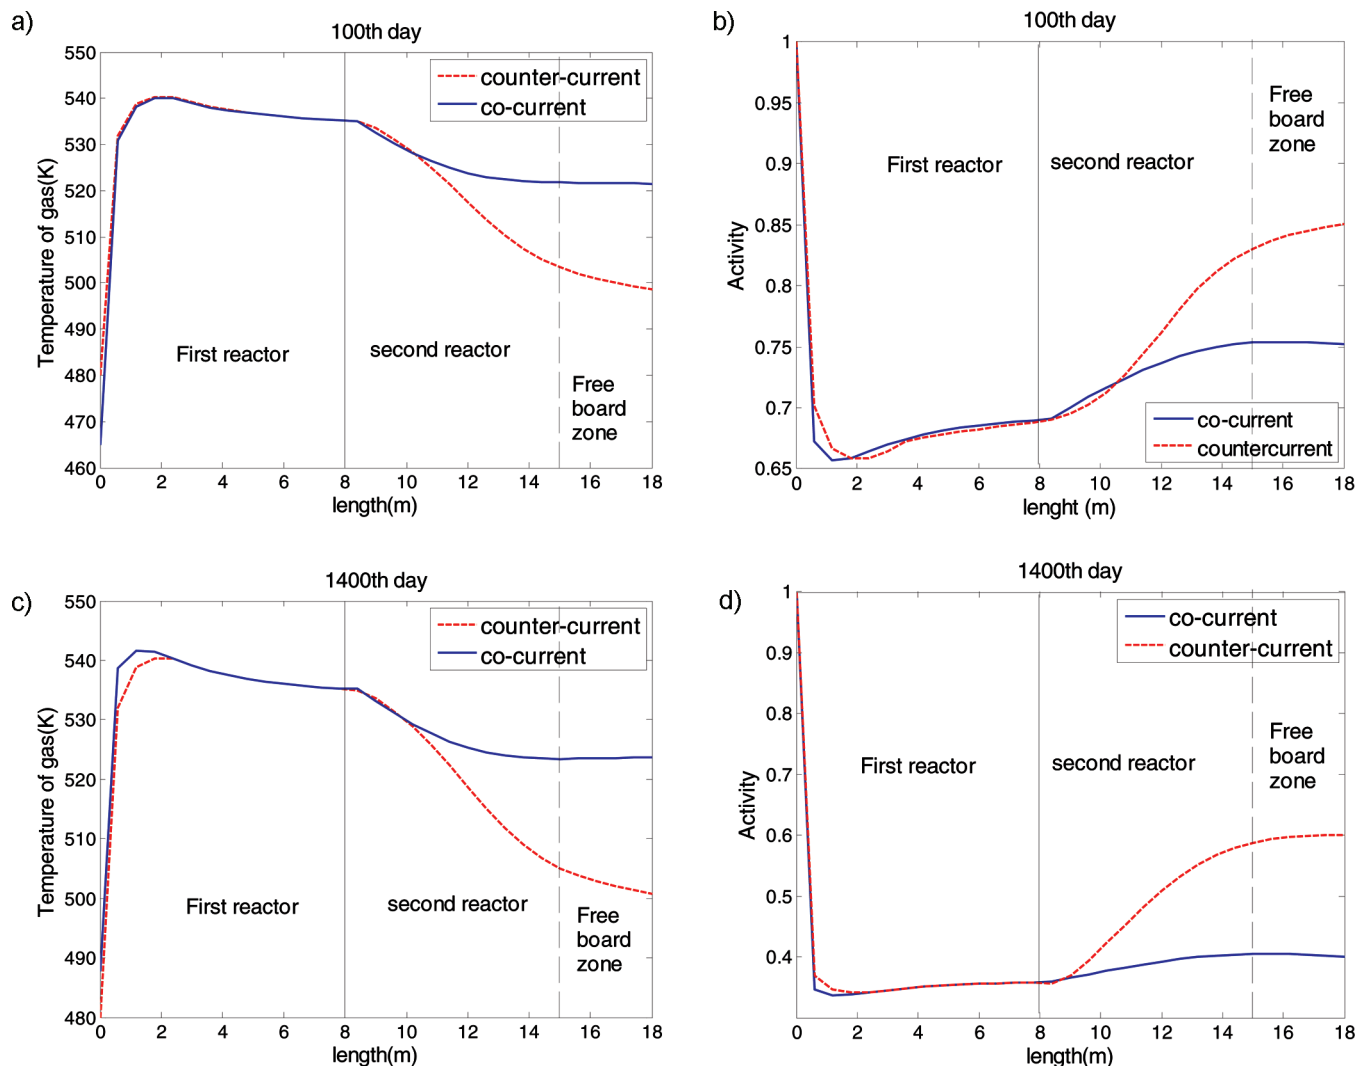 a)
100th day
550
540
530
520
510
500
490
480
470
460
Temperature of gas(K)
counter-current
co-current
First reactor
second reactor
Free
board
zone
0 2 4 6 8 10 12 14 16 18
length(m)
b)
100th day
1
0.95
0.9
0.85
0.8
0.75
0.7
0.65
Activity
First reactor
second reactor
Free
board
zone
co-current
countercurrent
0 2 4 6 8 10 12 14 16 18
lenght (m)
c)
1400th day
550
540
530
520
510
500
490
480
Temperature of gas(K)
counter-current
co-current
First reactor
second reactor
Free
board
zone
0 2 4 6 8 10 12 14 16 18
length(m)
d)
1400th day
1
0.9
0.8
0.7
0.6
0.5
0.4
Activity
co-current
counter-current
First reactor
second reactor
Free
board
zone
0 2 4 6 8 10 12 14 16 18
length(m)